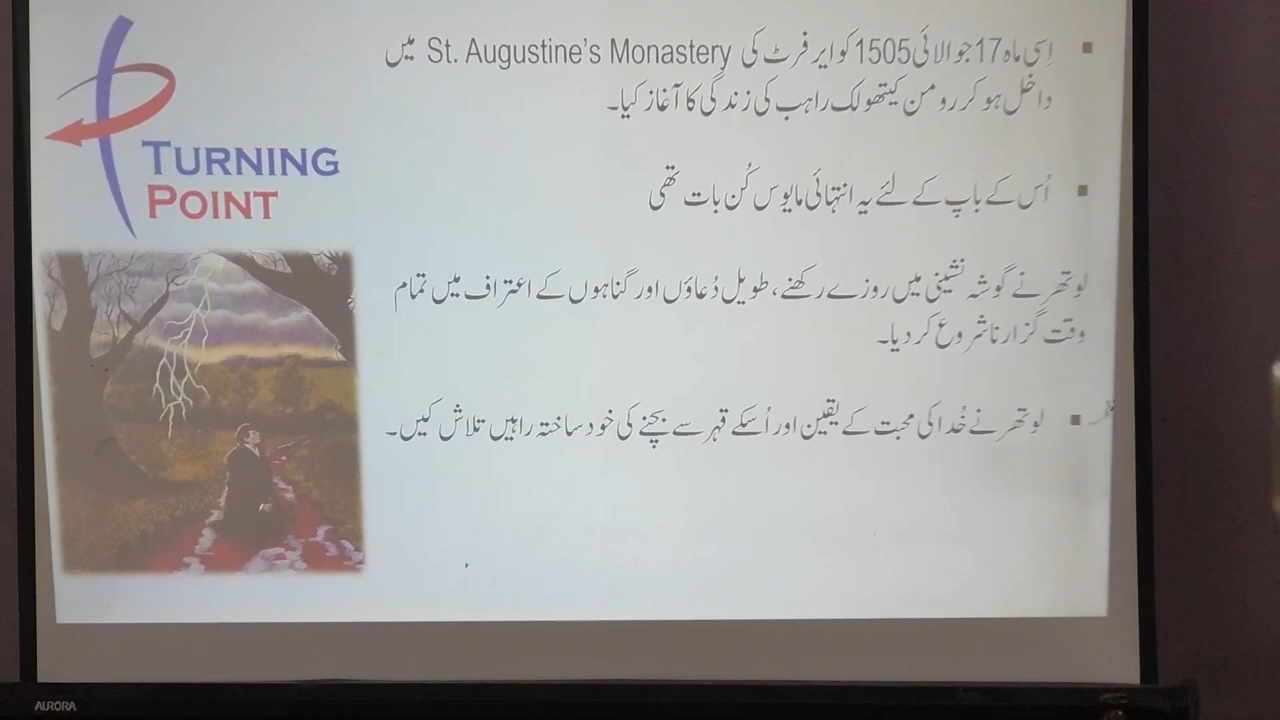 TURNING
POINT
اِسی ماہ 17 جولائی 1505 کو ایر فرٹ کی St. Augustine's Monastery میں
داخل ہو کر رومن کیتھولک راہب کی زندگی کا آغاز کیا۔
اُس کے باپ کے لئے یہ انتہائی مایوس کُن بات تھی
لوتھر نے گوشہ نشینی میں روزے رکھنے، طویل دُعاؤں اور گناہوں کے اعتراف میں تمام
وقت گزارنا شروع کر دیا۔
لوتھر نے خُدا کی محبت کے یقین اور اُسکے قہر سے بچنے کی خود ساختہ راہیں تلاش کیں۔
AURORA